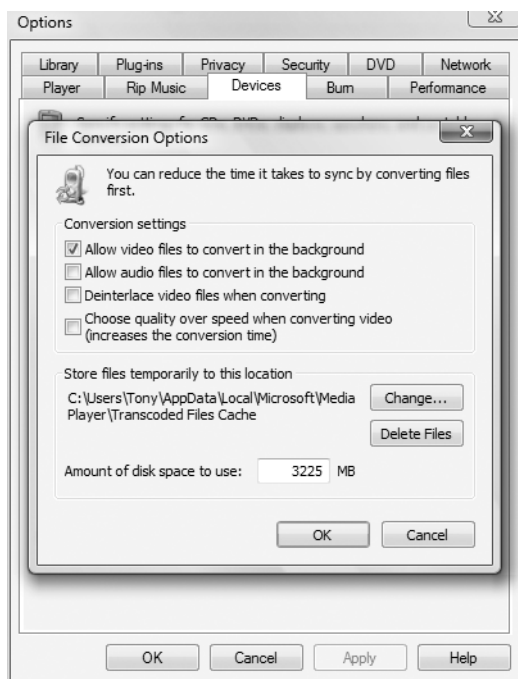 Options
Library Plug-ins Privacy Security DVD Network
Player Rip Music Devices Burn Performance
File Conversion Options
You can reduce the time it takes to sync by converting files
first.
Conversion settings
Allow video files to convert in the background
Allow audio files to convert in the background
Deinterlace video files when converting
Choose quality over speed when converting video
(increases the conversion time)
Store files temporarily to this location
C:\Users\Tony\AppData\Local\Microsoft\Media
Player\Transcoded Files Cache
Change...
Delete Files
Amount of disk space to use: 3225 MB
OK Cancel
OK Cancel Apply Help